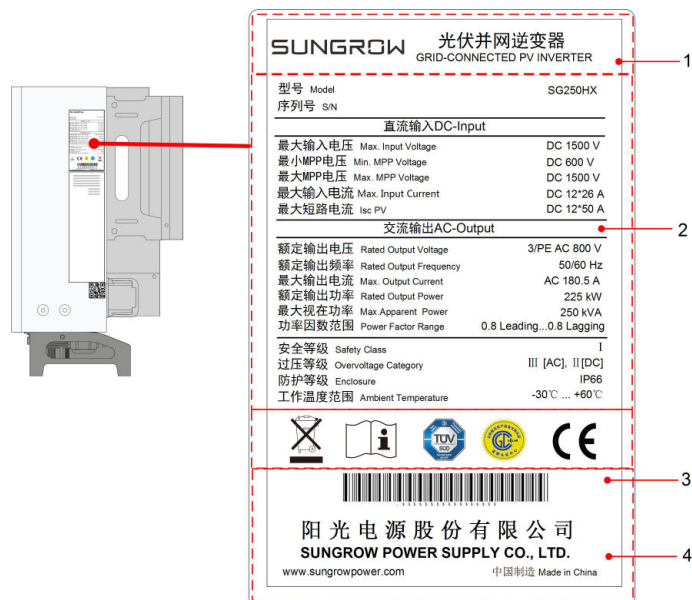 SUNGROW
光伏并网逆变器
GRID-CONNECTED PV INVERTER
1
型号 Model SG250HX
序列号 S/N
直流输入DC-Input
最大输入电压 Max. Input Voltage DC 1500 V
最小MPP电压 Min. MPP Voltage DC 600 V
最大MPP电压 Max. MPP Voltage DC 1500 V
最大输入电流 Max. Input Current DC 12*26 A
最大短路电流 Isc PV DC 12*50 A
交流输出AC-Output
2
额定输出电压 Rated Output Voltage 3/PE AC 800 V
额定输出频率 Rated Output Frequency 50/60 Hz
最大输出电流 Max. Output Current AC 180.5 A
额定输出功率 Rated Output Power 225 kW
最大视在功率 Max.Apparent Power 250 kVA
功率因数范围 Power Factor Range 0.8 Leading...0.8 Lagging
安全等级 Safety Class I
过压等级 Overvoltage Category III [AC], II[DC]
防护等级 Enclosure IP66
工作温度范围 Ambient Temperature -30℃ ... +60℃
i
TÜV
SUD
CE
3
阳光电源股份有限公司
SUNGROW POWER SUPPLY CO., LTD.
4
www.sungrowpower.com 中国制造 Made in China